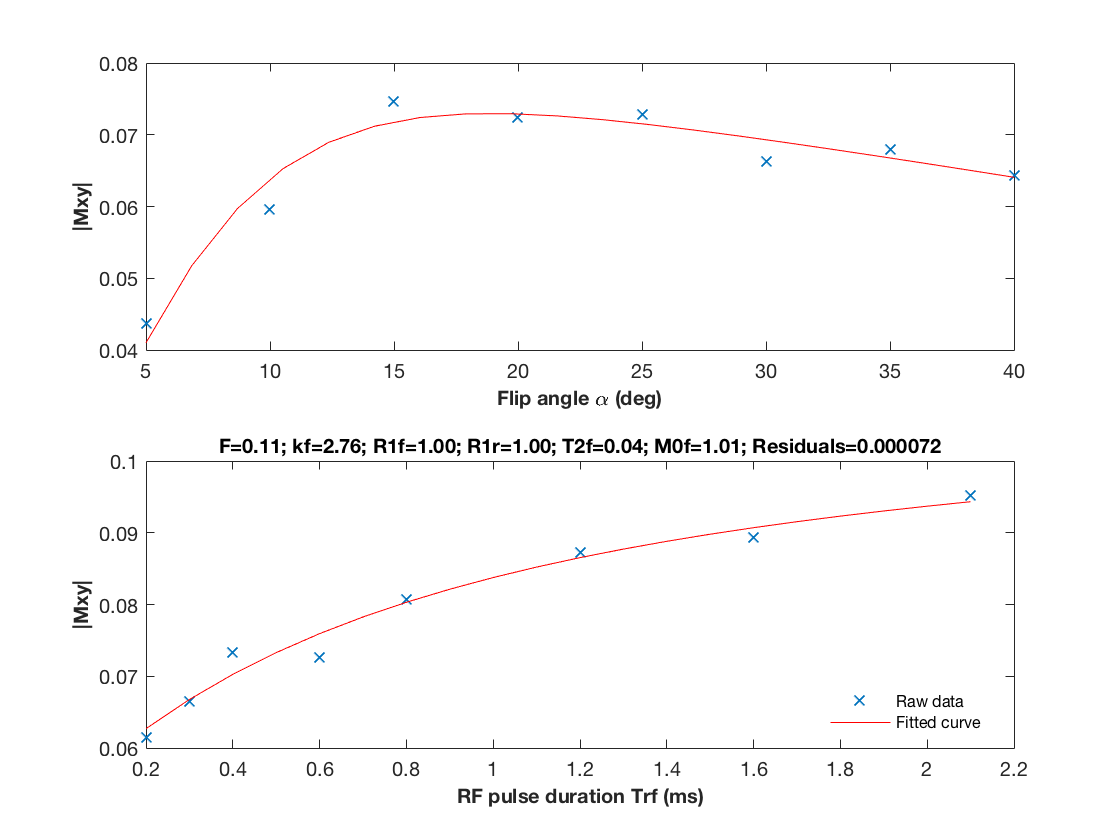 0.08
0.07
0.06
0.05
0.04
|Mxy|
5 10 15 20 25 30 35 40
Flip angle α (deg)
F=0.11; kf=2.76; R1f=1.00; R1r=1.00; T2f=0.04; M0f=1.01; Residuals=0.000072
0.1
0.09
0.08
0.07
0.06
|Mxy|
Raw data
Fitted curve
0.2 0.4 0.6 0.8 1 1.2 1.4 1.6 1.8 2 2.2
RF pulse duration Trf (ms)